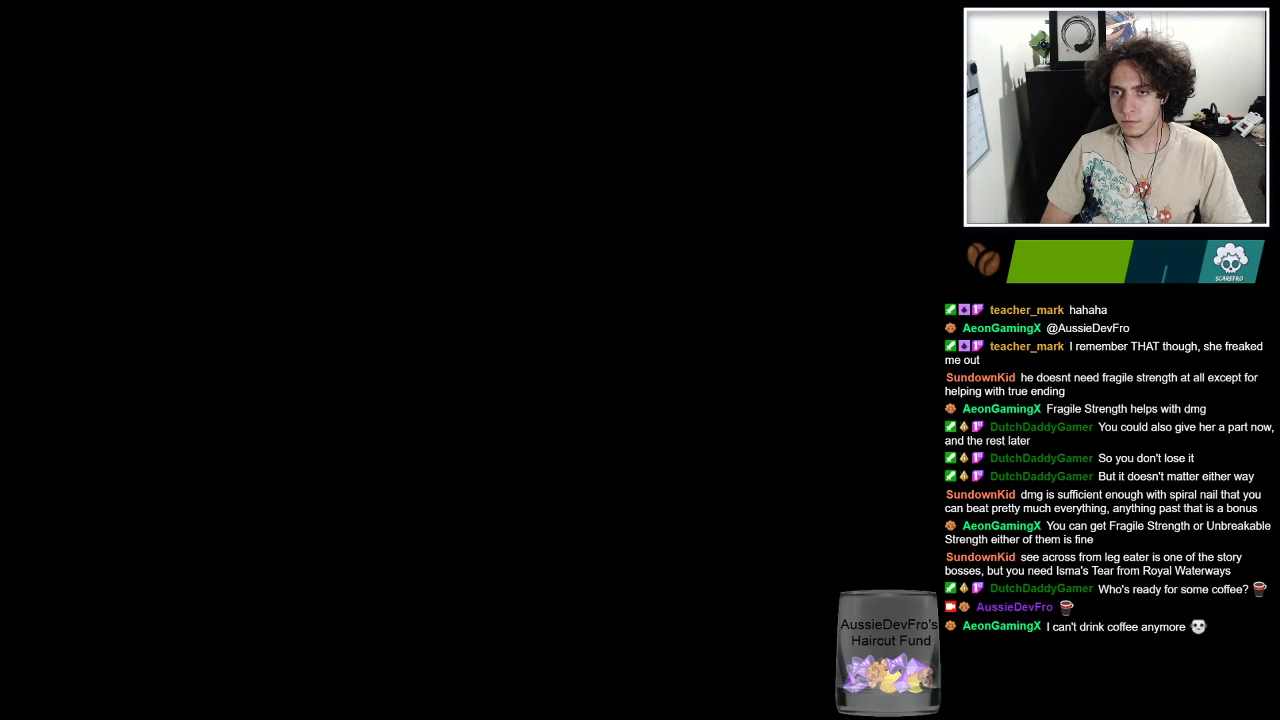 SCAREFRO
teacher_mark hahaha
AeonGamingX @AussieDevFro
teacher_mark I remember THAT though, she freaked
me out
SundownKid he doesnt need fragile strength at all except for
helping with true ending
AeonGamingX Fragile Strength helps with dmg
DutchDaddyGamer You could also give her a part now,
and the rest later
DutchDaddyGamer So you don't lose it
DutchDaddyGamer But it doesn't matter either way
SundownKid dmg is sufficient enough with spiral nail that you
can beat pretty much everything, anything past that is a bonus
AeonGamingX You can get Fragile Strength or Unbreakable
Strength either of them is fine
SundownKid see across from leg eater is one of the story
bosses, but you need Isma's Tear from Royal Waterways
DutchDaddyGamer Who's ready for some coffee?
AussieDevFro
AeonGamingX I can't drink coffee anymore
AussieDevFro's
Haircut Fund